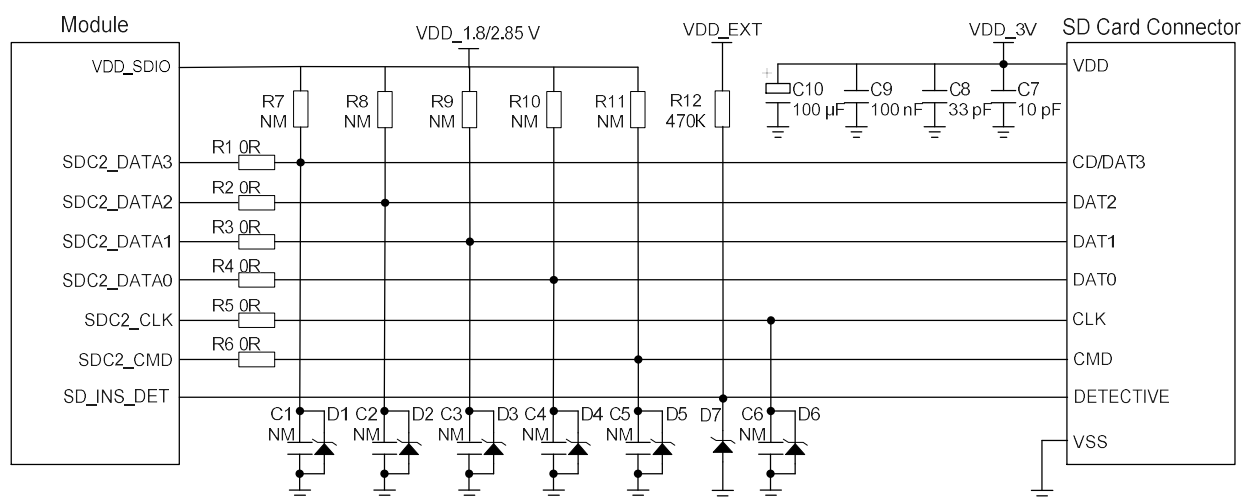 Module
VDD_1.8/2.85 V
VDD_EXT
VDD_3V
SD Card Connector
VDD_SDIO
VDD
R7
NM
R8
NM
R9
NM
R10
NM
R11
NM
R12
470K
+
C10
100 µF
C9
100 nF
C8
33 pF
C7
10 pF
SDC2_DATA3
R1 0R
CD/DAT3
SDC2_DATA2
R2 0R
DAT2
SDC2_DATA1
R3 0R
DAT1
SDC2_DATA0
R4 0R
DAT0
SDC2_CLK
R5 0R
CLK
SDC2_CMD
R6 0R
CMD
SD_INS_DET
DETECTIVE
C1
NM
D1
C2
NM
D2
C3
NM
D3
C4
NM
D4
C5
NM
D5
D7
C6
NM
D6
VSS